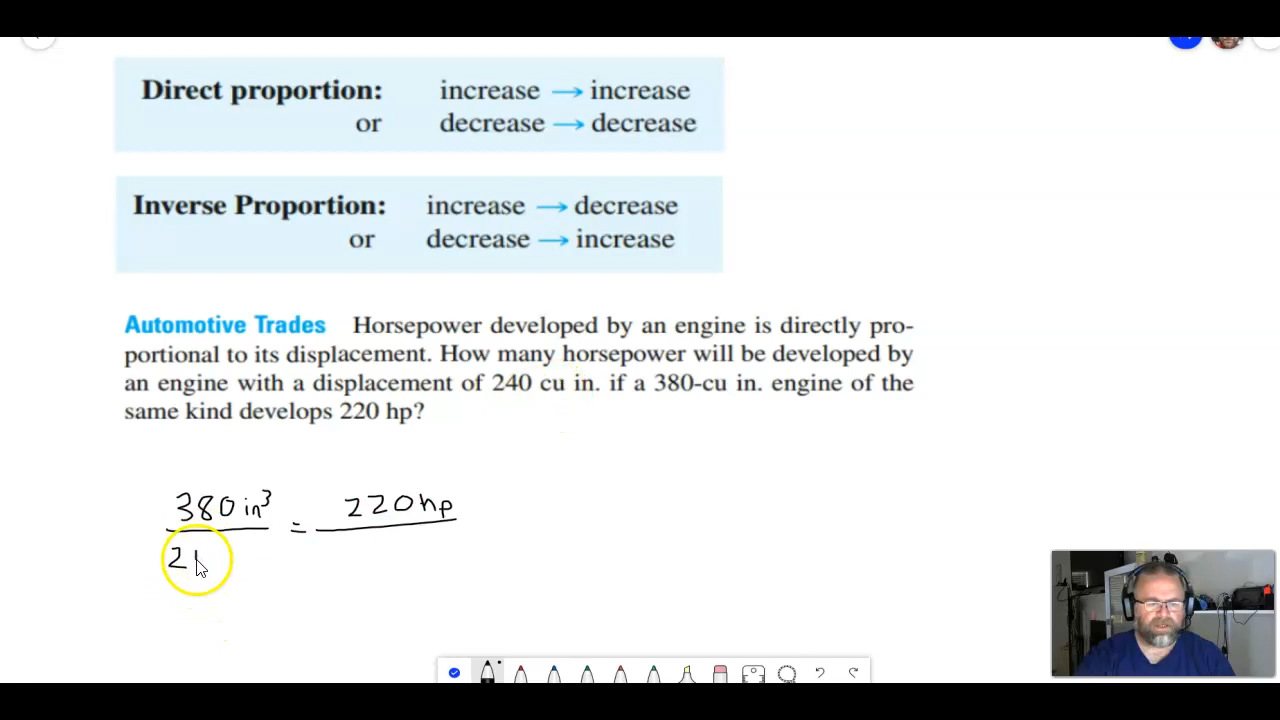 Direct proportion: increase → increase
or decrease → decrease
Inverse Proportion: increase → decrease
or decrease → increase
Automotive Trades Horsepower developed by an engine is directly pro-
portional to its displacement. How many horsepower will be developed by
an engine with a displacement of 240 cu in. if a 380-cu in. engine of the
same kind develops 220 hp?
380 in³ = 220 hp
2